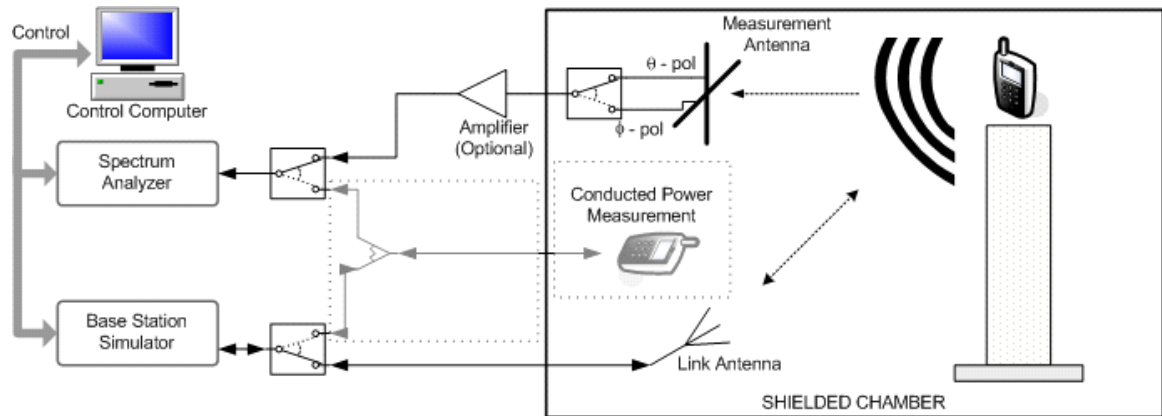 Control
Control Computer
Spectrum
Analyzer
Base Station
Simulator
Amplifier
(Optional)
θ - pol
ϕ - pol
Measurement
Antenna
Conducted Power
Measurement
Link Antenna
SHIELDED CHAMBER